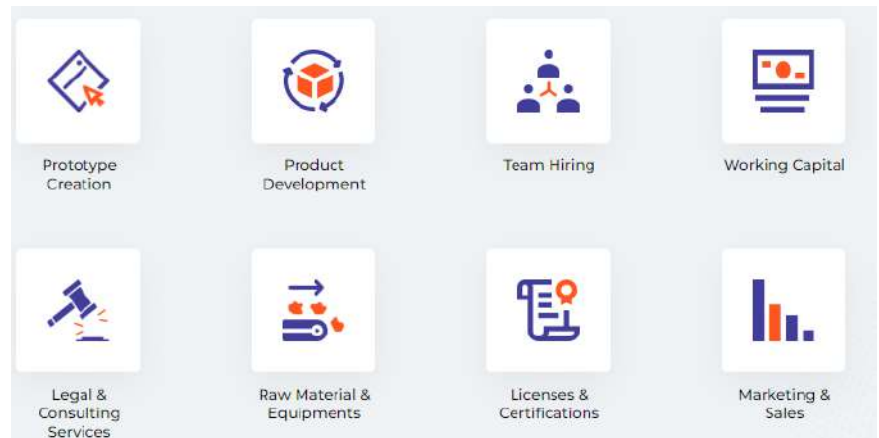 Prototype
Creation
Product
Development
Team Hiring
Working Capital
Legal &
Consulting
Services
Raw Material &
Equipments
Licenses &
Certifications
Marketing &
Sales